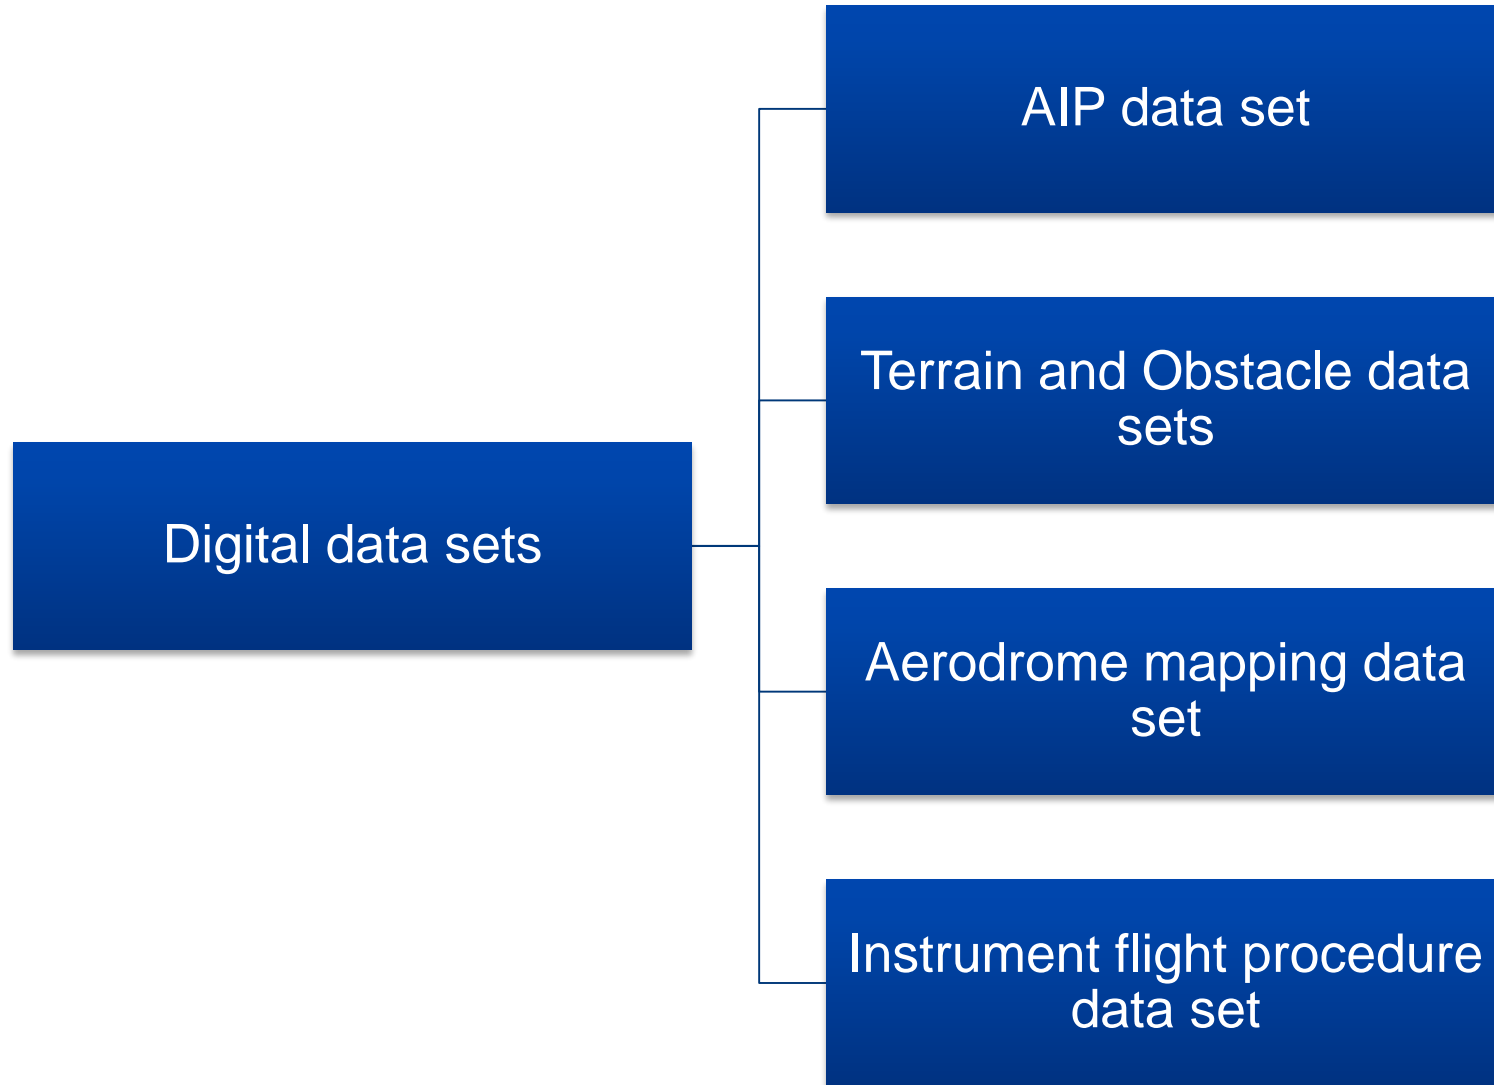 AIP data set
Terrain and Obstacle data
sets
Digital data sets
Aerodrome mapping data
set
Instrument flight procedure
data set